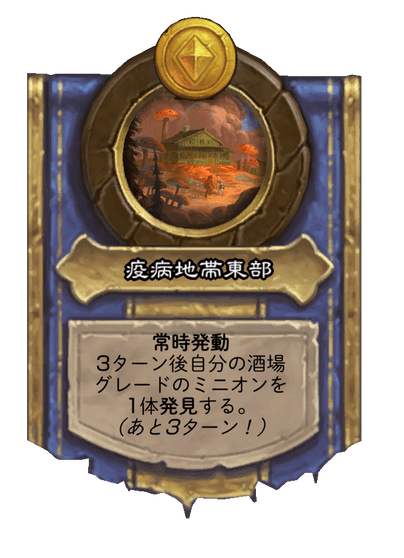 疫病地帯東部
常時発動
3ターン後自分の酒場
グレードのミニオンを
1体発見する。
(あと3ターン！)